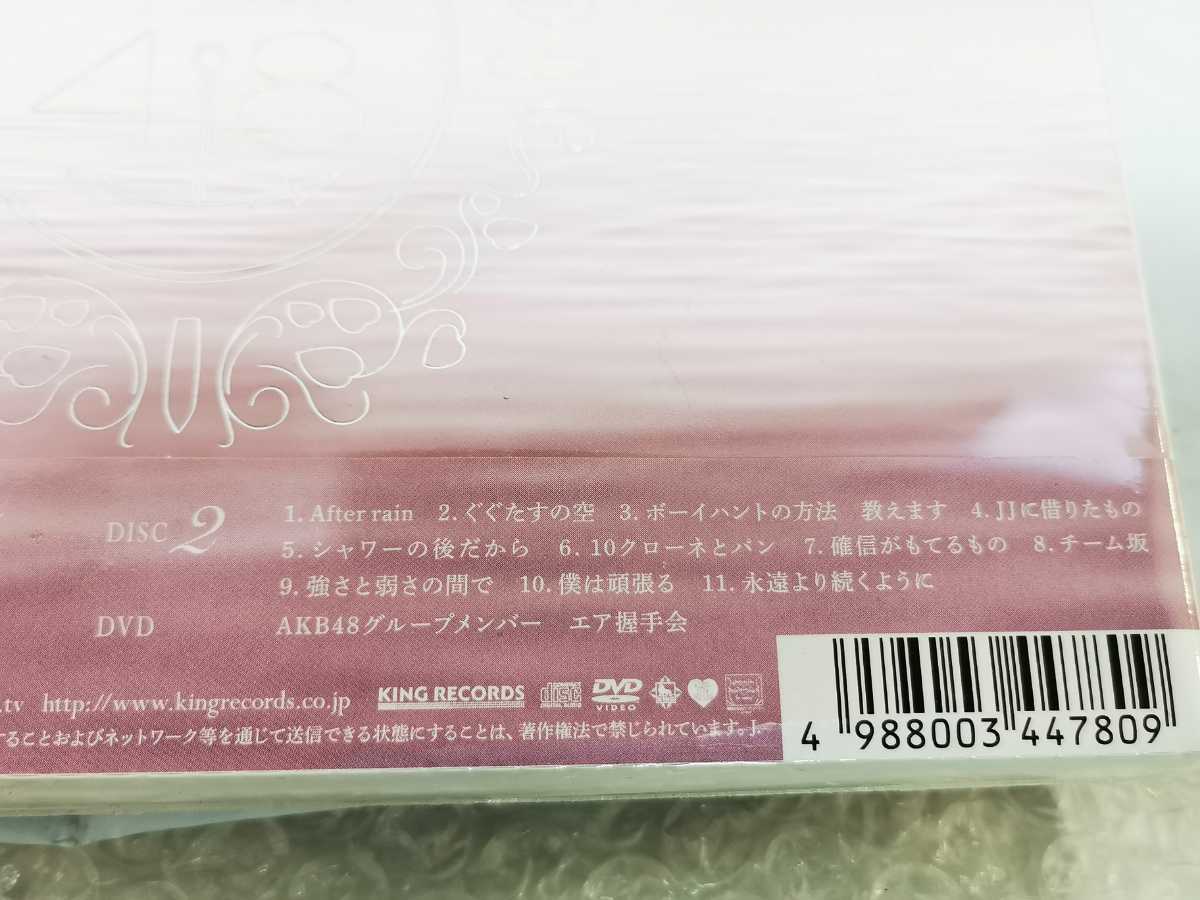 48
DISC 2 1. After rain 2. ぐぐたすの空 3. ボーイハントの方法 教えます 4. JJに借りたもの
5. シャワーの後だから 6. 10クローネとパン 7. 確信がもてるもの 8. チーム坂
9. 強さと弱さの間で 10. 僕は頑張る 11. 永遠より続くように
DVD AKB48グループメンバー エア握手会
.tv http://www.kingrecords.co.jp KING RECORDS disc DIGITAL AUDIO DVD VIDEO
することおよびネットワーク等を通じて送信できる状態にすることは、著作権法で禁じられています。J-
4 988003 447809